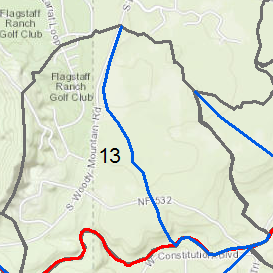 Flagstaff
Ranch
Golf Club
Flagstaff
Ranch
Golf Club
S Woody Mountain Rd
13
NF 532
W Constitution Blvd